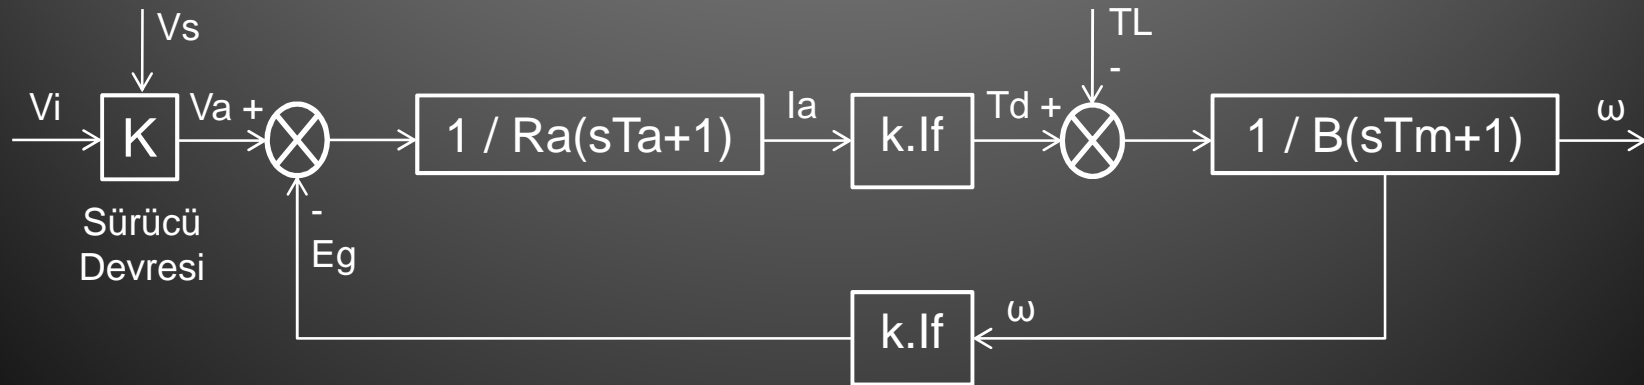 Vs
TL
-
Vi
K
Va +
1 / Ra(sTa+1)
Ia
k.If
Td +
1 / B(sTm+1)
ω
Sürücü
Devresi
-
Eg
k.If
ω